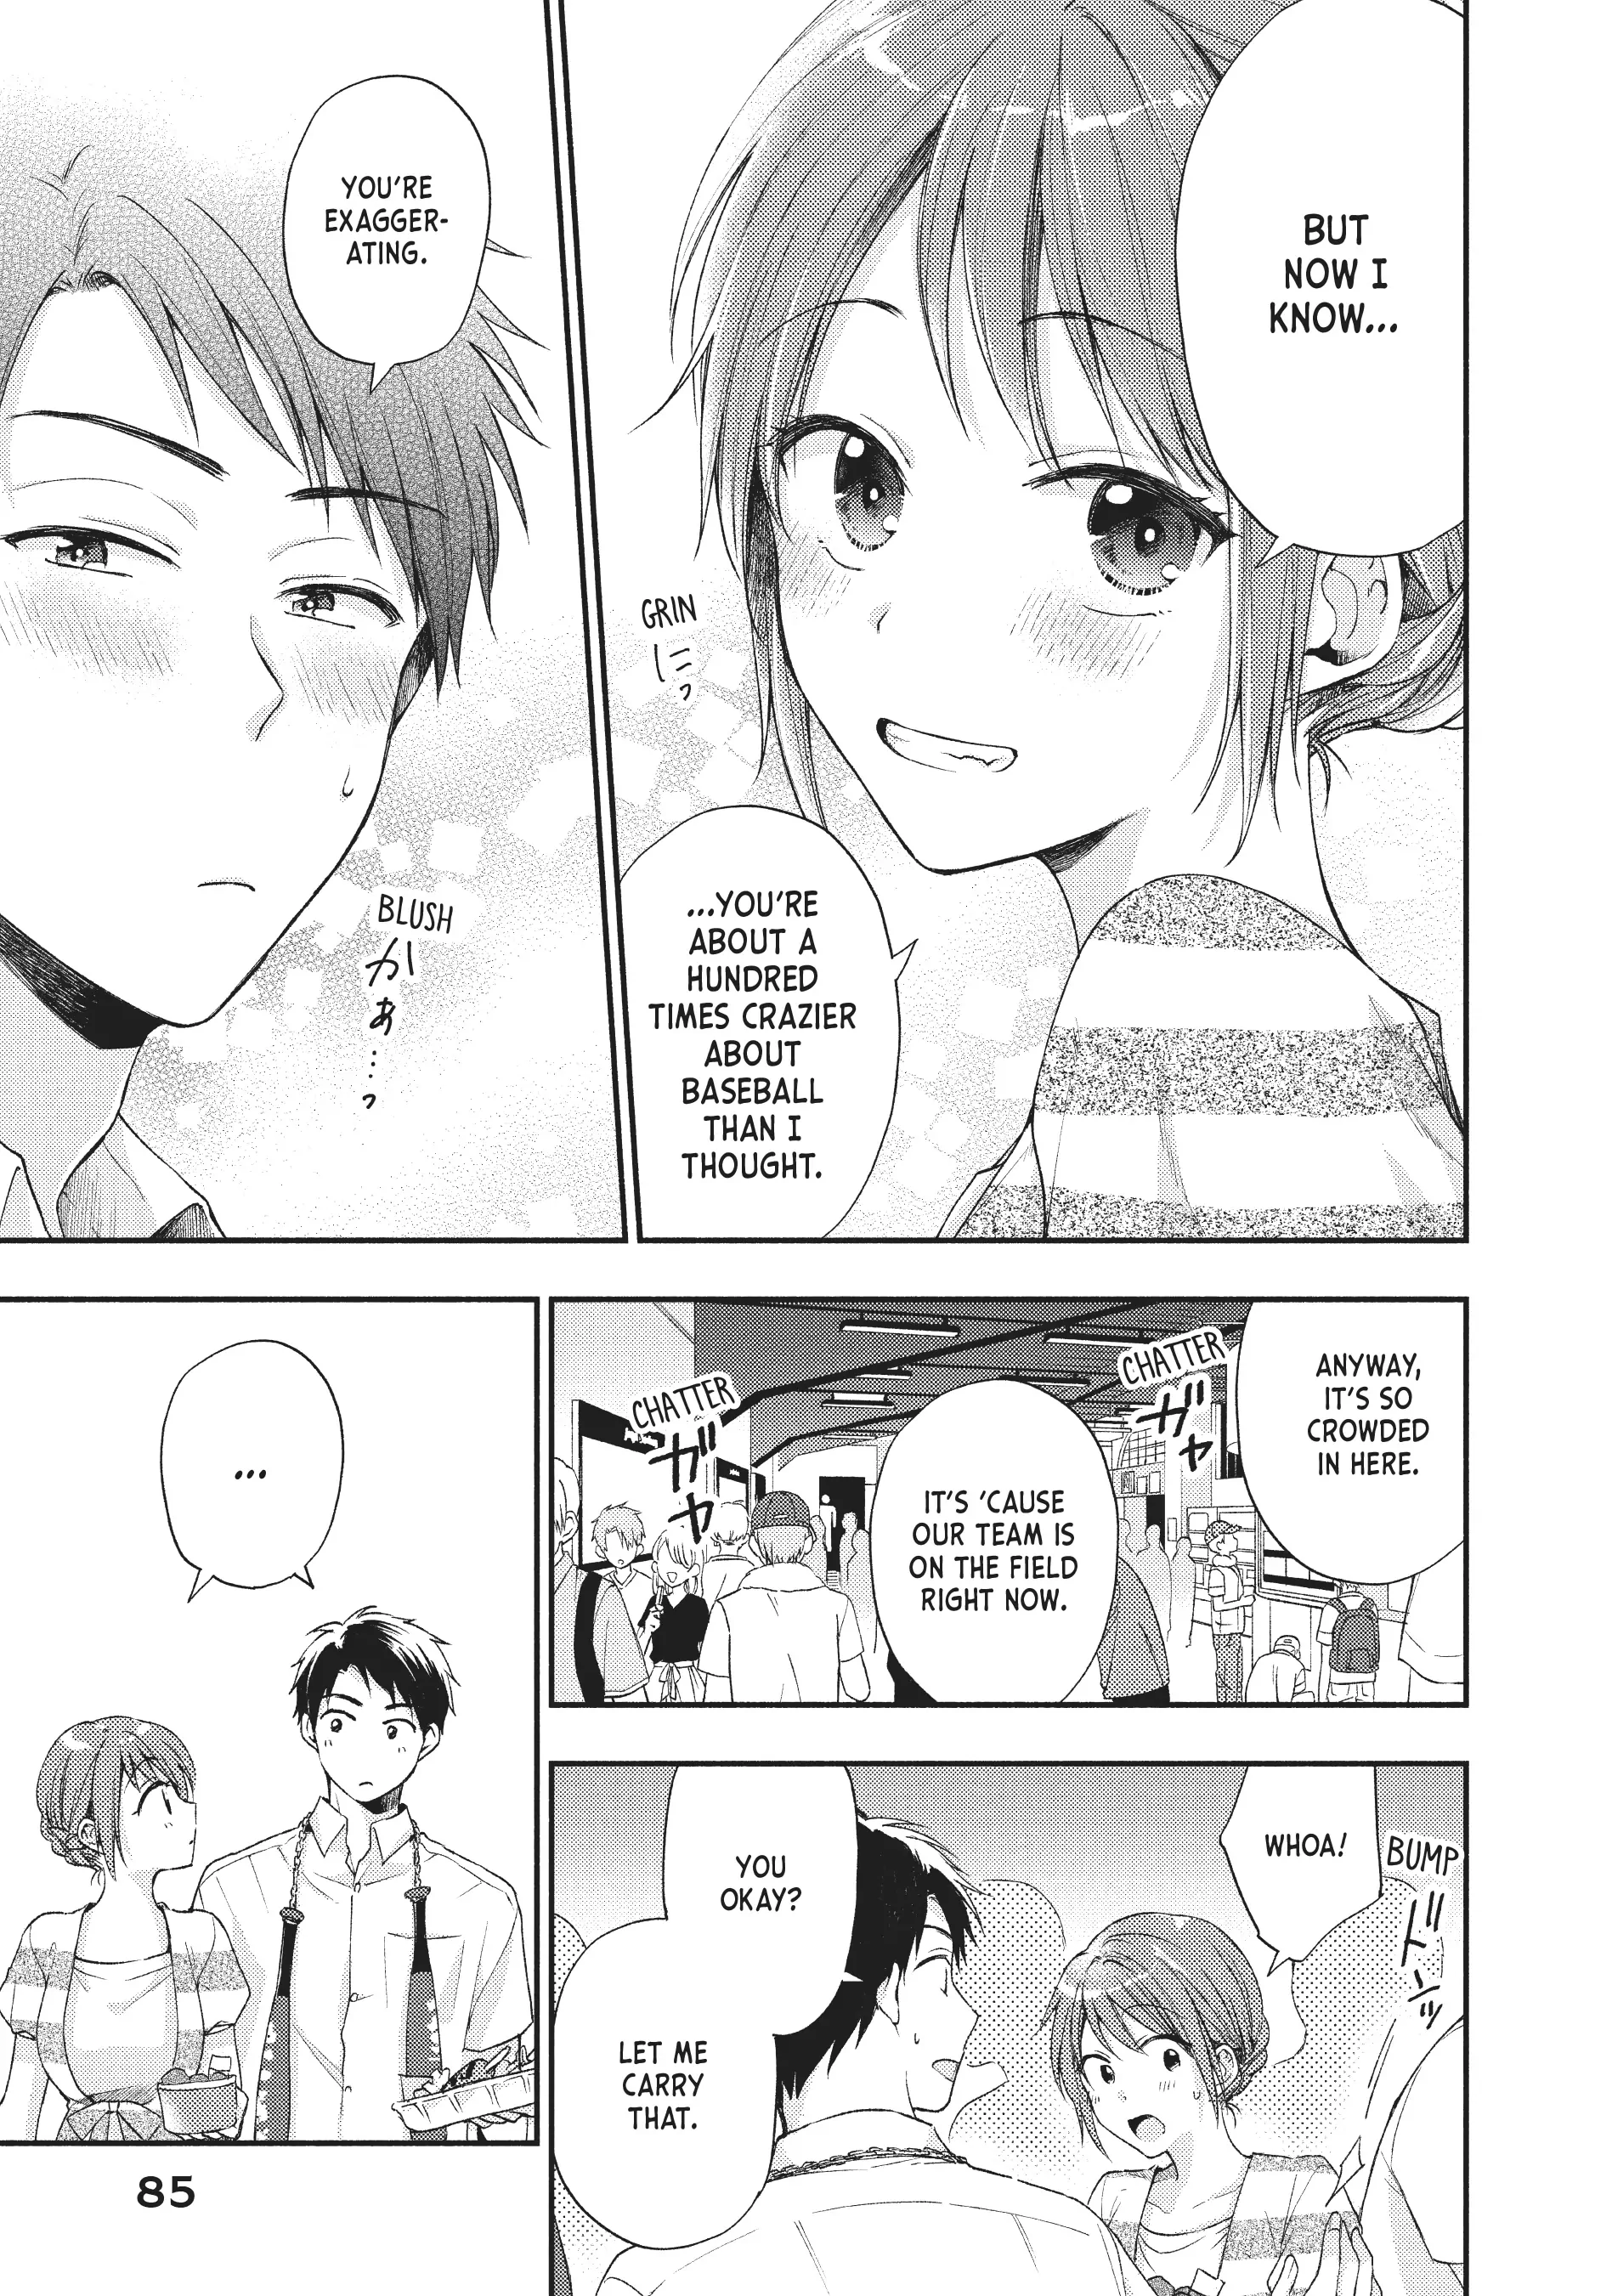 BUT
NOW I
KNOW...
GRIN
にっ
...YOU'RE
ABOUT A
HUNDRED
TIMES CRAZIER
ABOUT
BASEBALL
THAN I
THOUGHT.
YOU'RE
EXAGGER-
ATING.
BLUSH
かぁ…っ
ANYWAY,
IT'S SO
CROWDED
IN HERE.
CHATTER
ガヤ
IT'S 'CAUSE
OUR TEAM IS
ON THE FIELD
RIGHT NOW.
CHATTER
ガヤ
BUMP
ドンッ
WHOA!
YOU
OKAY?
LET ME
CARRY
THAT.
...
85